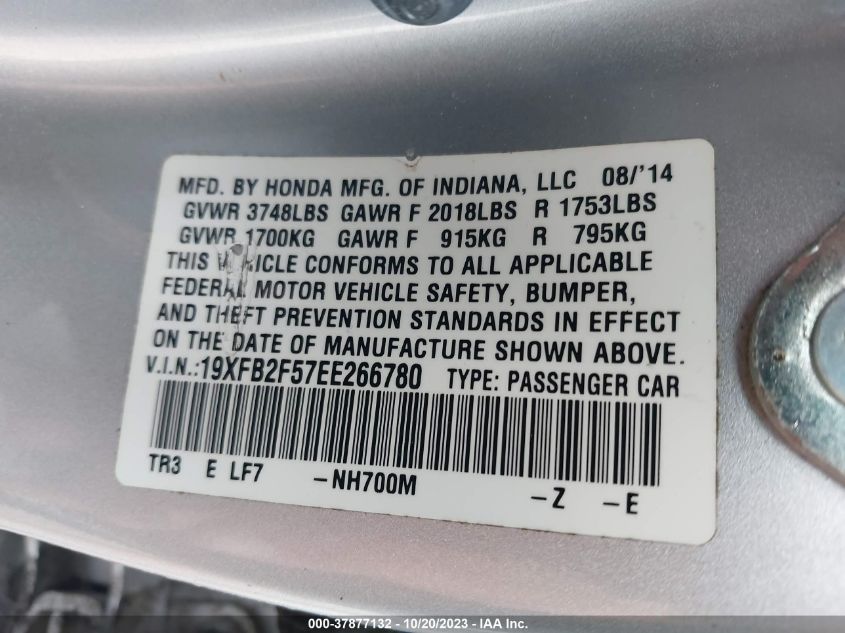 MFD. BY HONDA MFG. OF INDIANA, LLC 08/'14
GVWR 3748LBS GAWR F 2018LBS R 1753LBS
GVWR 1700KG GAWR F 915KG R 795KG
THIS VEHICLE CONFORMS TO ALL APPLICABLE
FEDERAL MOTOR VEHICLE SAFETY, BUMPER,
AND THEFT PREVENTION STANDARDS IN EFFECT
ON THE DATE OF MANUFACTURE SHOWN ABOVE.
V.I.N.:19XFB2F57EE266780 TYPE: PASSENGER CAR
TR3 E LF7 -NH700M -Z -E
000-37877132 - 10/20/2023 - IAA Inc.